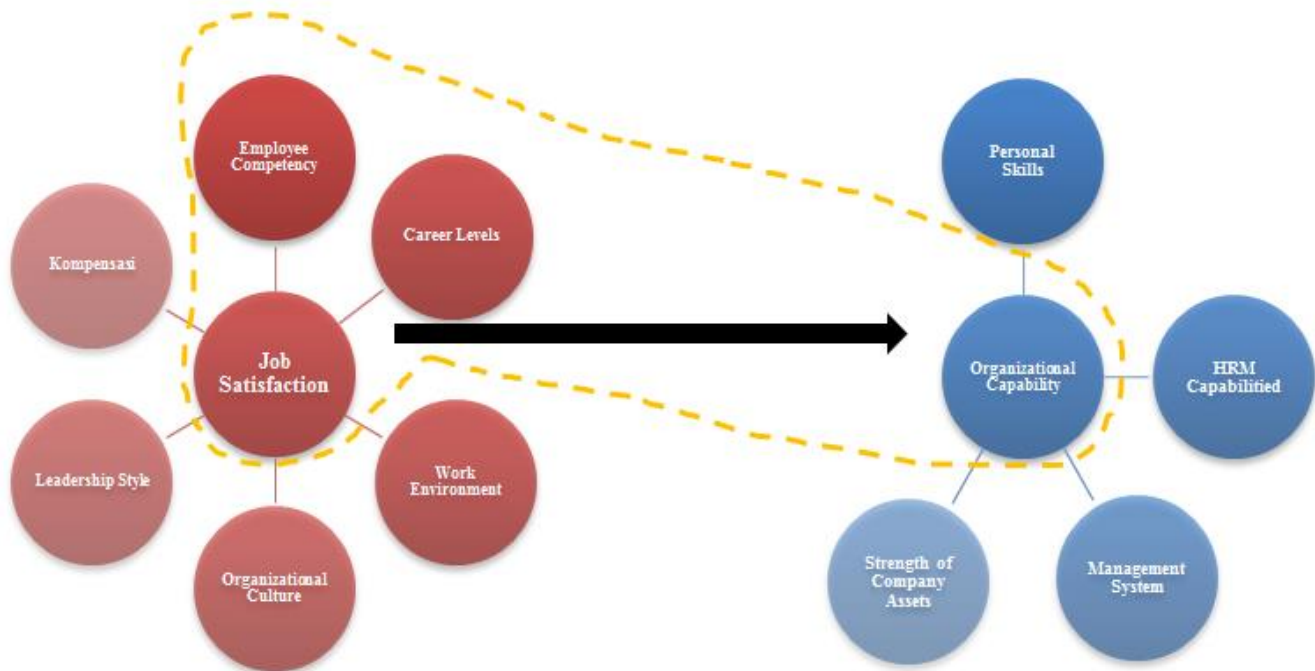 Employee
Competency
Career Levels
Kompensasi
Job
Satisfaction
Leadership Style
Work
Environment
Organizational
Culture
Personal
Skills
Organizational
Capability
HRM
Capabilitied
Strength of
Company
Assets
Management
System